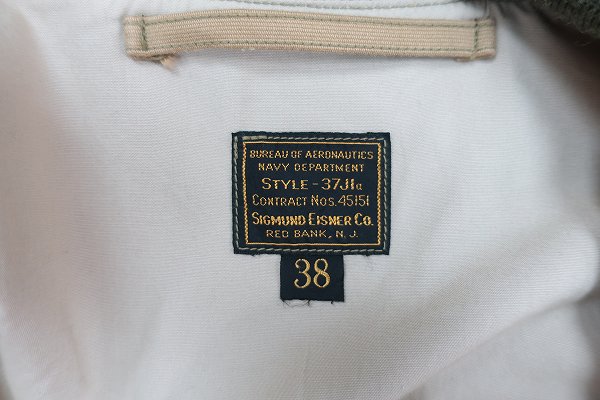 BUREAU OF AERONAUTICS
NAVY DEPARTMENT
STYLE - 37J1a
CONTRACT NOS. 45151
SIGMUND EISNER CO.
RED BANK, N. J.
38